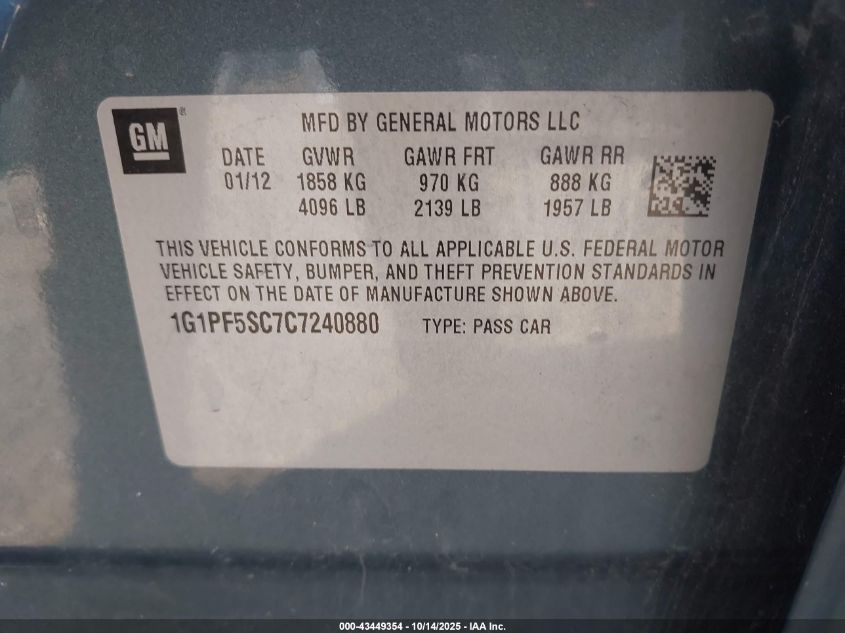 GM®
MFD BY GENERAL MOTORS LLC
DATE GVWR GAWR FRT GAWR RR
01/12 1858 KG 970 KG 888 KG
4096 LB 2139 LB 1957 LB
THIS VEHICLE CONFORMS TO ALL APPLICABLE U.S. FEDERAL MOTOR
VEHICLE SAFETY, BUMPER, AND THEFT PREVENTION STANDARDS IN
EFFECT ON THE DATE OF MANUFACTURE SHOWN ABOVE.
1G1PF5SC7C7240880 TYPE: PASS CAR
000-43449354 - 10/14/2025 - IAA Inc.